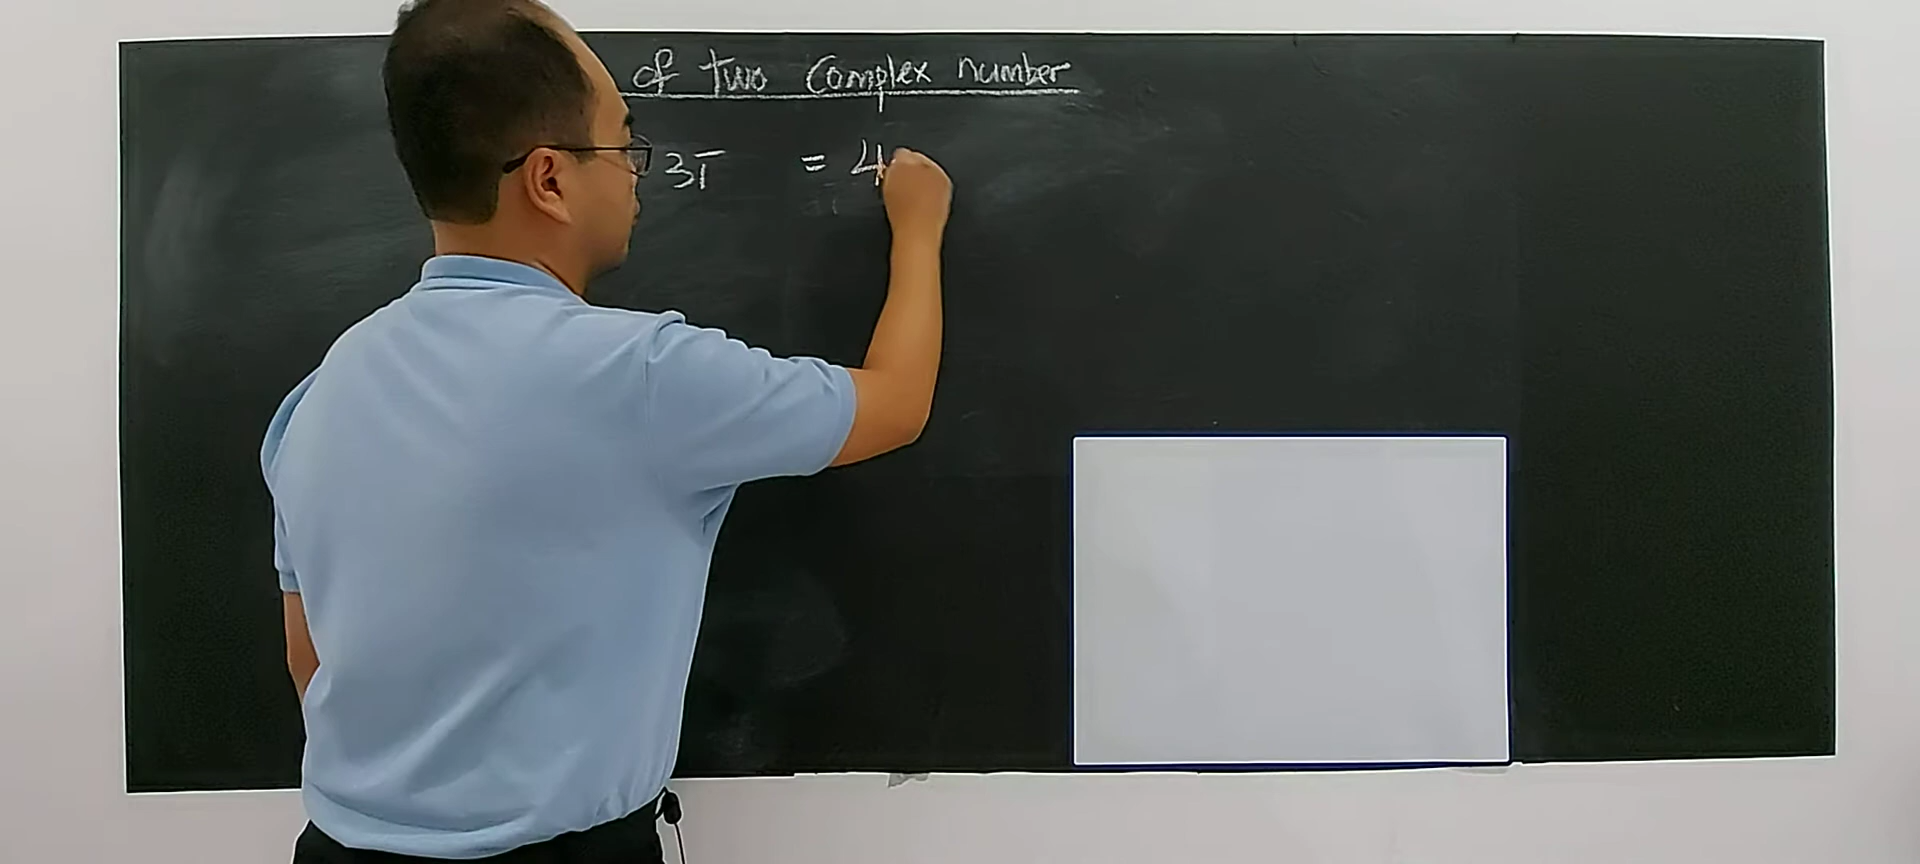 of two Complex number
3i = 4